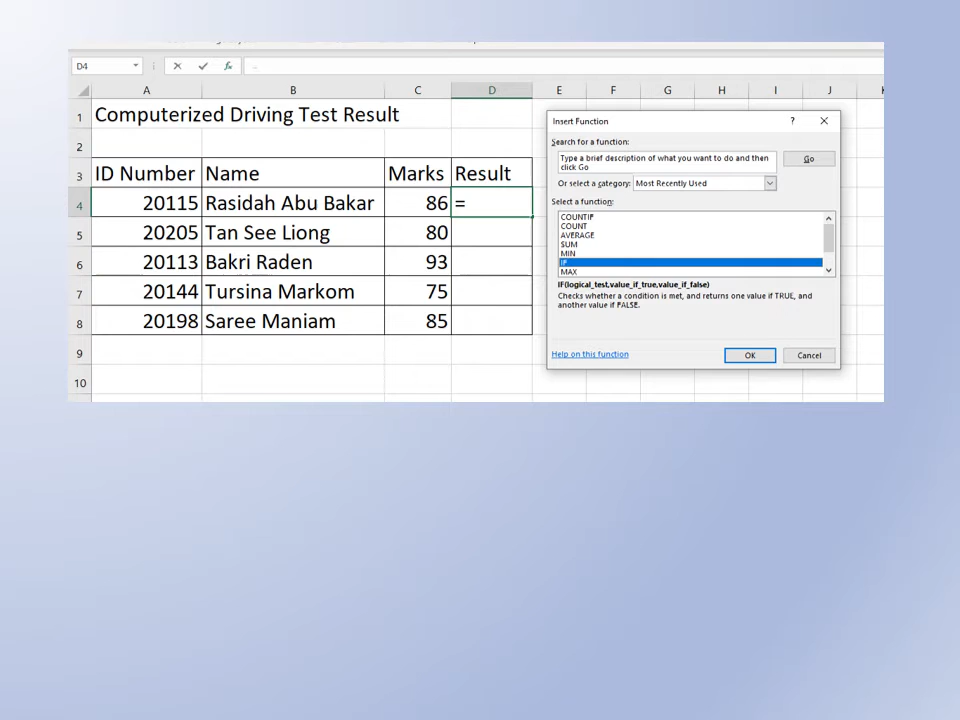 D4
fx
=
A B C D E F G H I J K
1 Computerized Driving Test Result
2
3 ID Number Name Marks Result
4 20115 Rasidah Abu Bakar 86 =
5 20205 Tan See Liong 80
6 20113 Bakri Raden 93
7 20144 Tursina Markom 75
8 20198 Saree Maniam 85
9
10
Insert Function ?
Search for a function:
Type a brief description of what you want to do and then
click Go
Go
Or select a category: Most Recently Used
Select a function:
COUNTIF
COUNT
AVERAGE
SUM
MIN
IF
MAX
IF(logical_test,value_if_true,value_if_false)
Checks whether a condition is met, and returns one value if TRUE, and
another value if FALSE.
Help on this function
OK Cancel